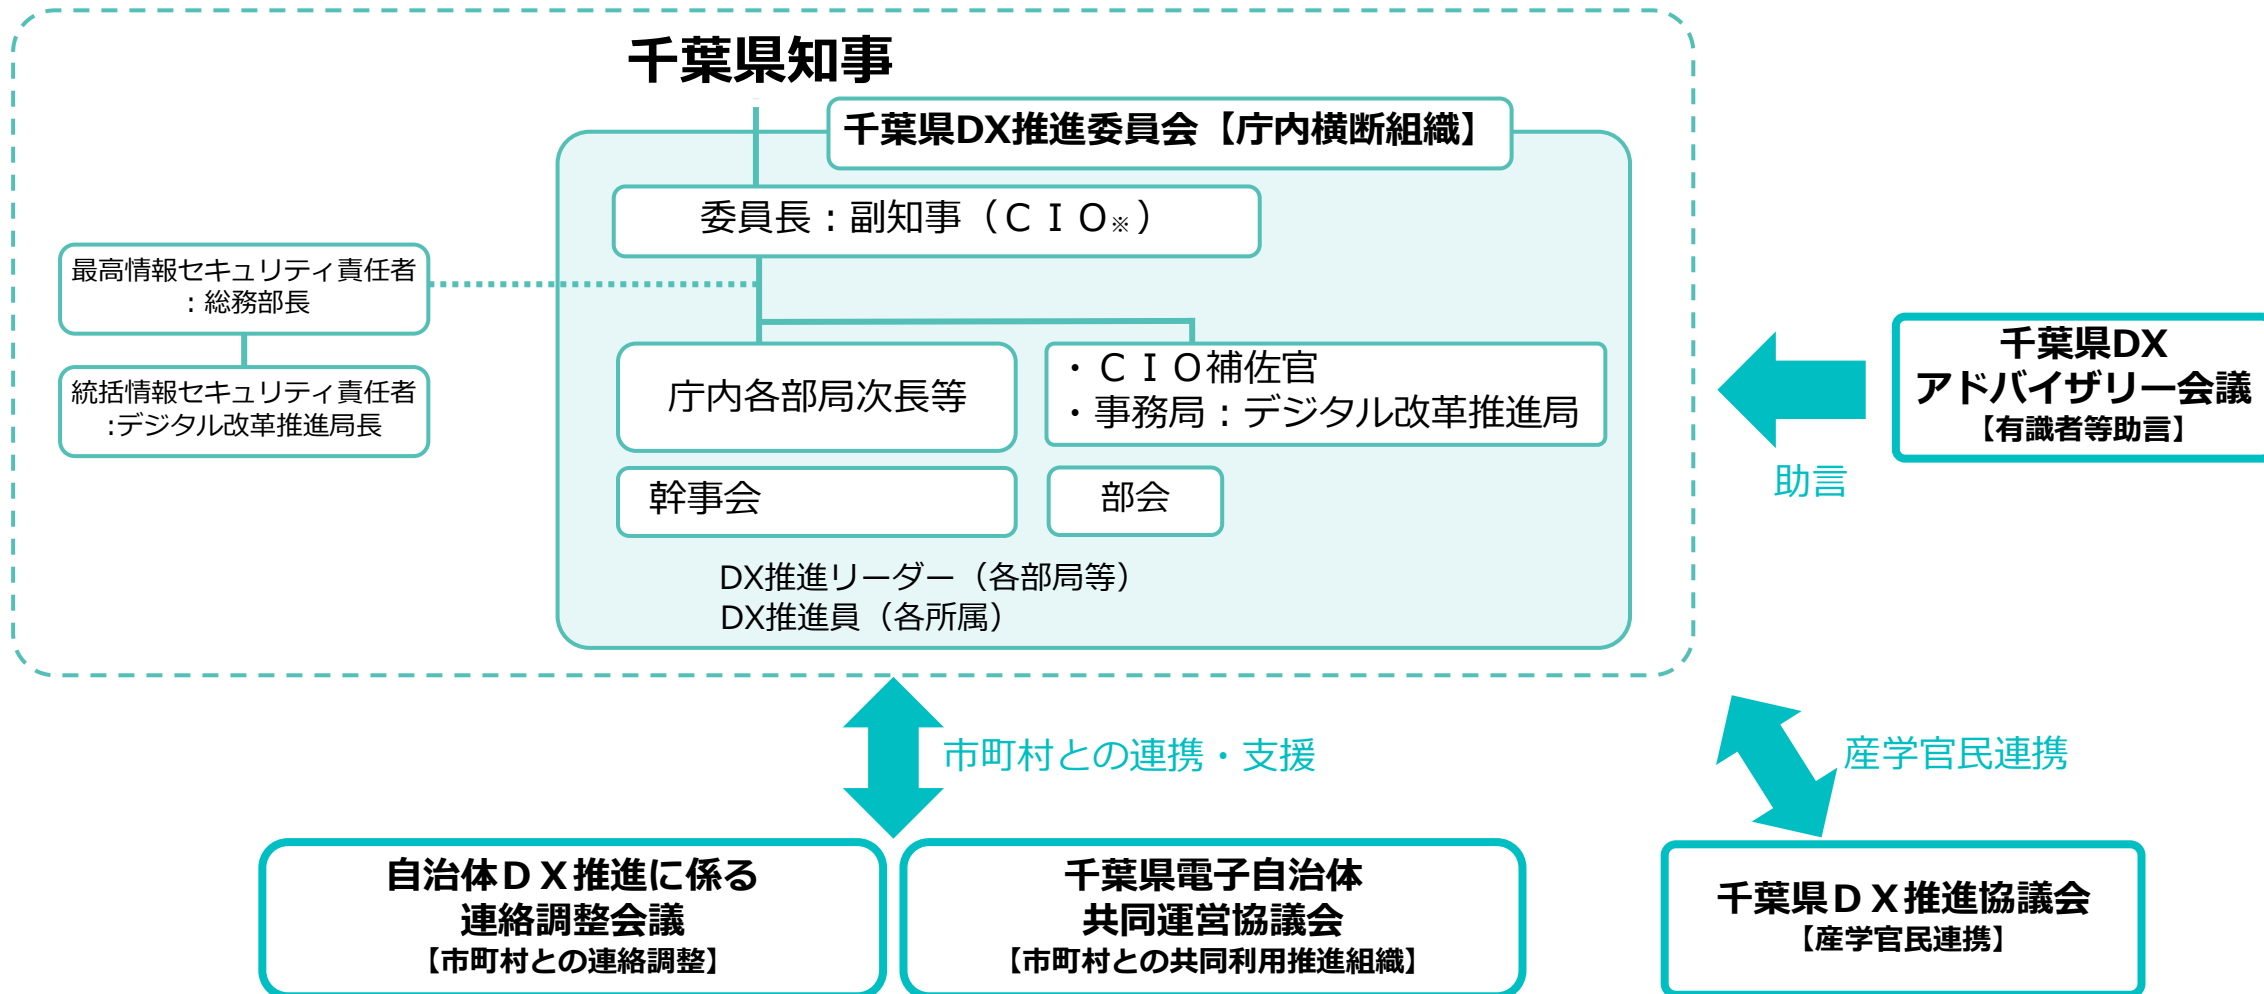 千葉県知事
千葉県DX推進委員会【庁内横断組織】
委員長：副知事（ＣＩＯ※）
最高情報セキュリティ責任者
：総務部長
統括情報セキュリティ責任者
:デジタル改革推進局長
庁内各部局次長等
・ＣＩＯ補佐官
・事務局：デジタル改革推進局
幹事会
部会
DX推進リーダー（各部局等）
DX推進員（各所属）
千葉県DX
アドバイザリー会議
【有識者等助言】
助言
市町村との連携・支援
産学官民連携
自治体ＤＸ推進に係る
連絡調整会議
【市町村との連絡調整】
千葉県電子自治体
共同運営協議会
【市町村との共同利用推進組織】
千葉県ＤＸ推進協議会
【産学官民連携】